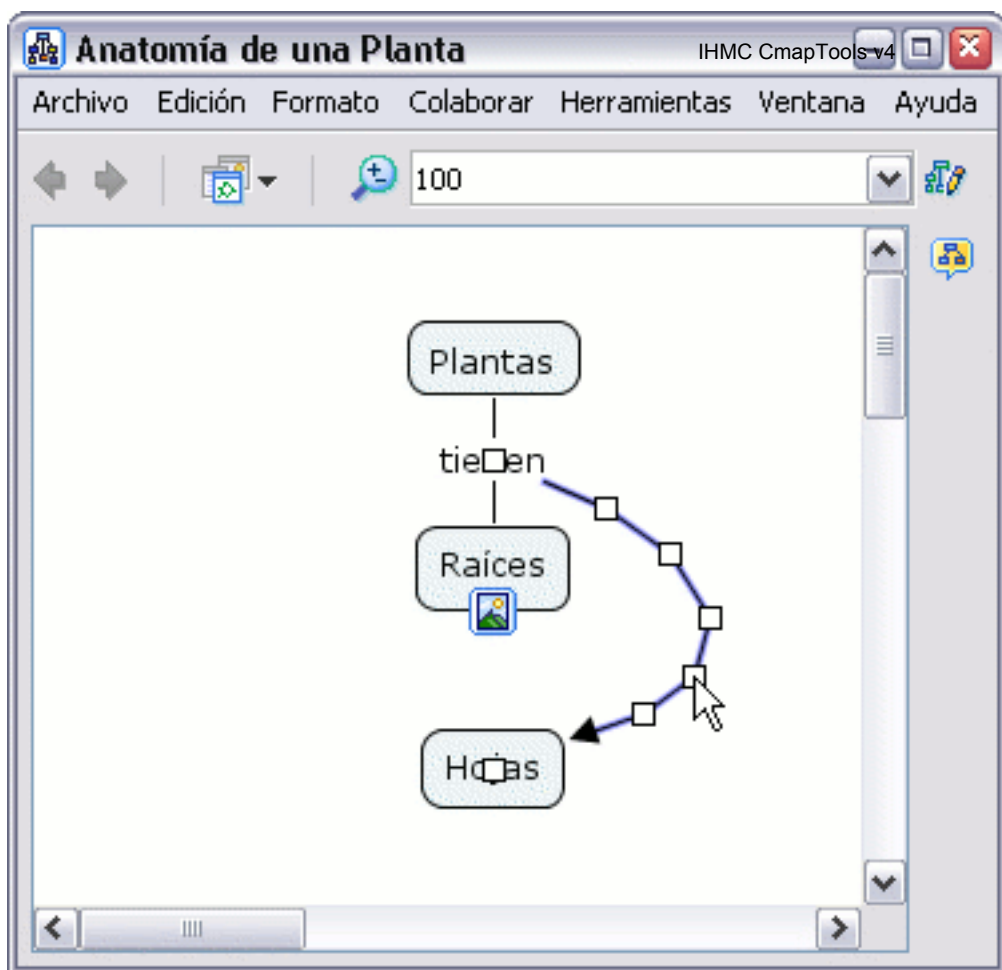 Anatomía de una Planta IHMC CmapTools v4
Archivo Edición Formato Colaborar Herramientas Ventana Ayuda
100
Plantas
tienen
Raíces
Hojas